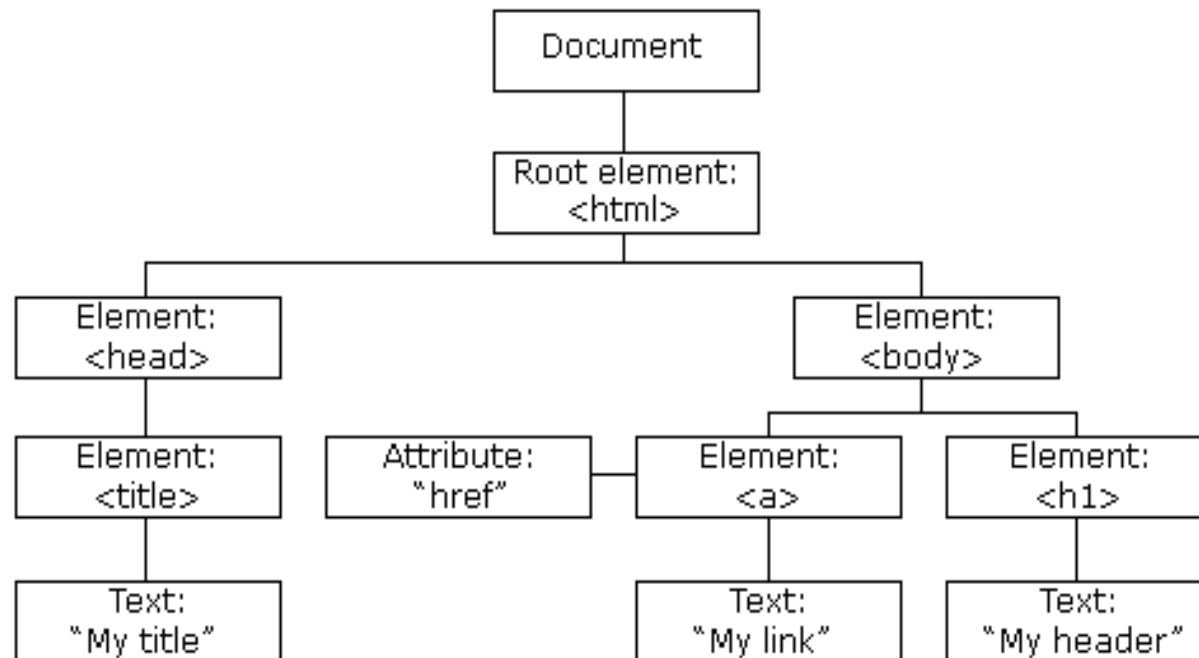 Document
Root element:
<html>
Element:
<head>
Element:
<body>
Element:
<title>
Attribute:
“href”
Element:
<a>
Element:
<h1>
Text:
“My title”
Text:
“My link”
Text:
“My header”